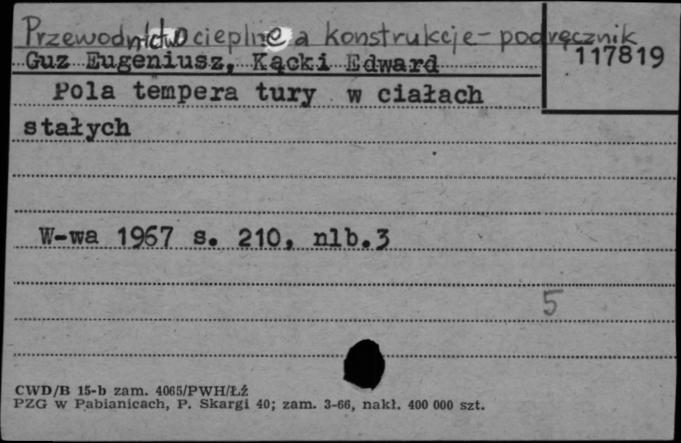 Przewodnictwo cieplne a konstrukcje - podręcznik
Guz Eugeniusz, Kącki Edward
117819
Pola tempera tury w ciałach
stałych
W-wa 1967 s. 210, nlb.3
5
CWD/B 15-b zam. 4065/PWH/Łź
PZG w Pabianicach, P. Skargi 40; zam. 3-66, nakł. 400 000 szt.